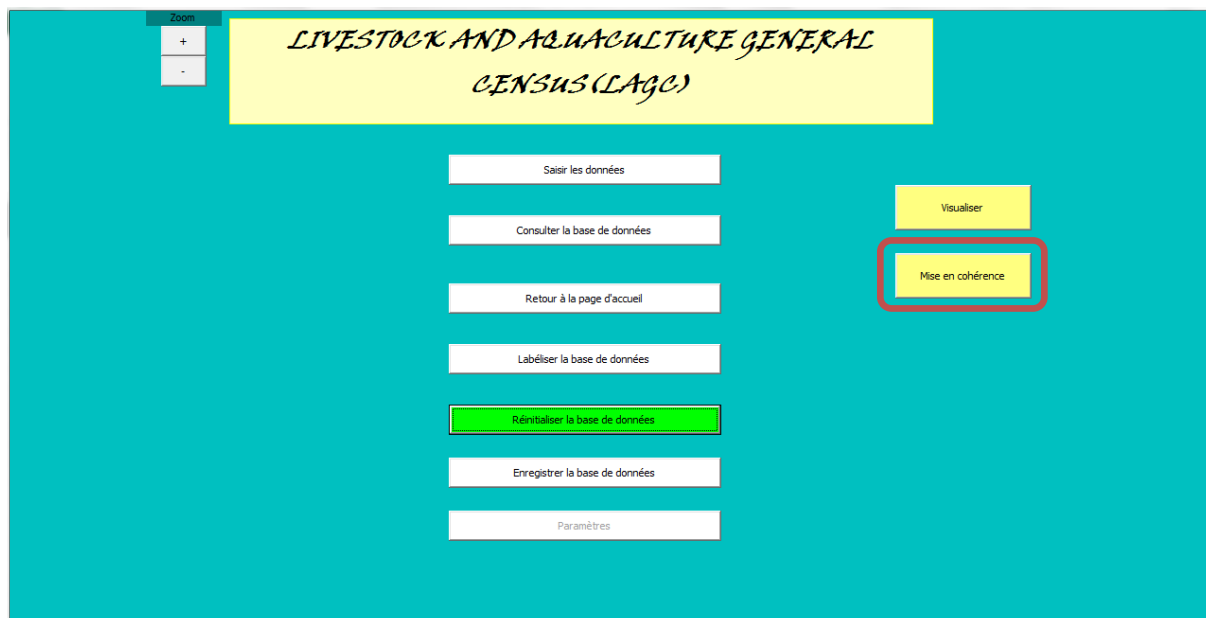 Zoom
+
-
LIVESTOCK AND AQUACULTURE GENERAL
CENSUS (LAGC)
Saisir les données
Consulter la base de données
Retour à la page d'accueil
Labéliser la base de données
Réinitialiser la base de données
Enregistrer la base de données
Paramètres
Visualiser
Mise en cohérence